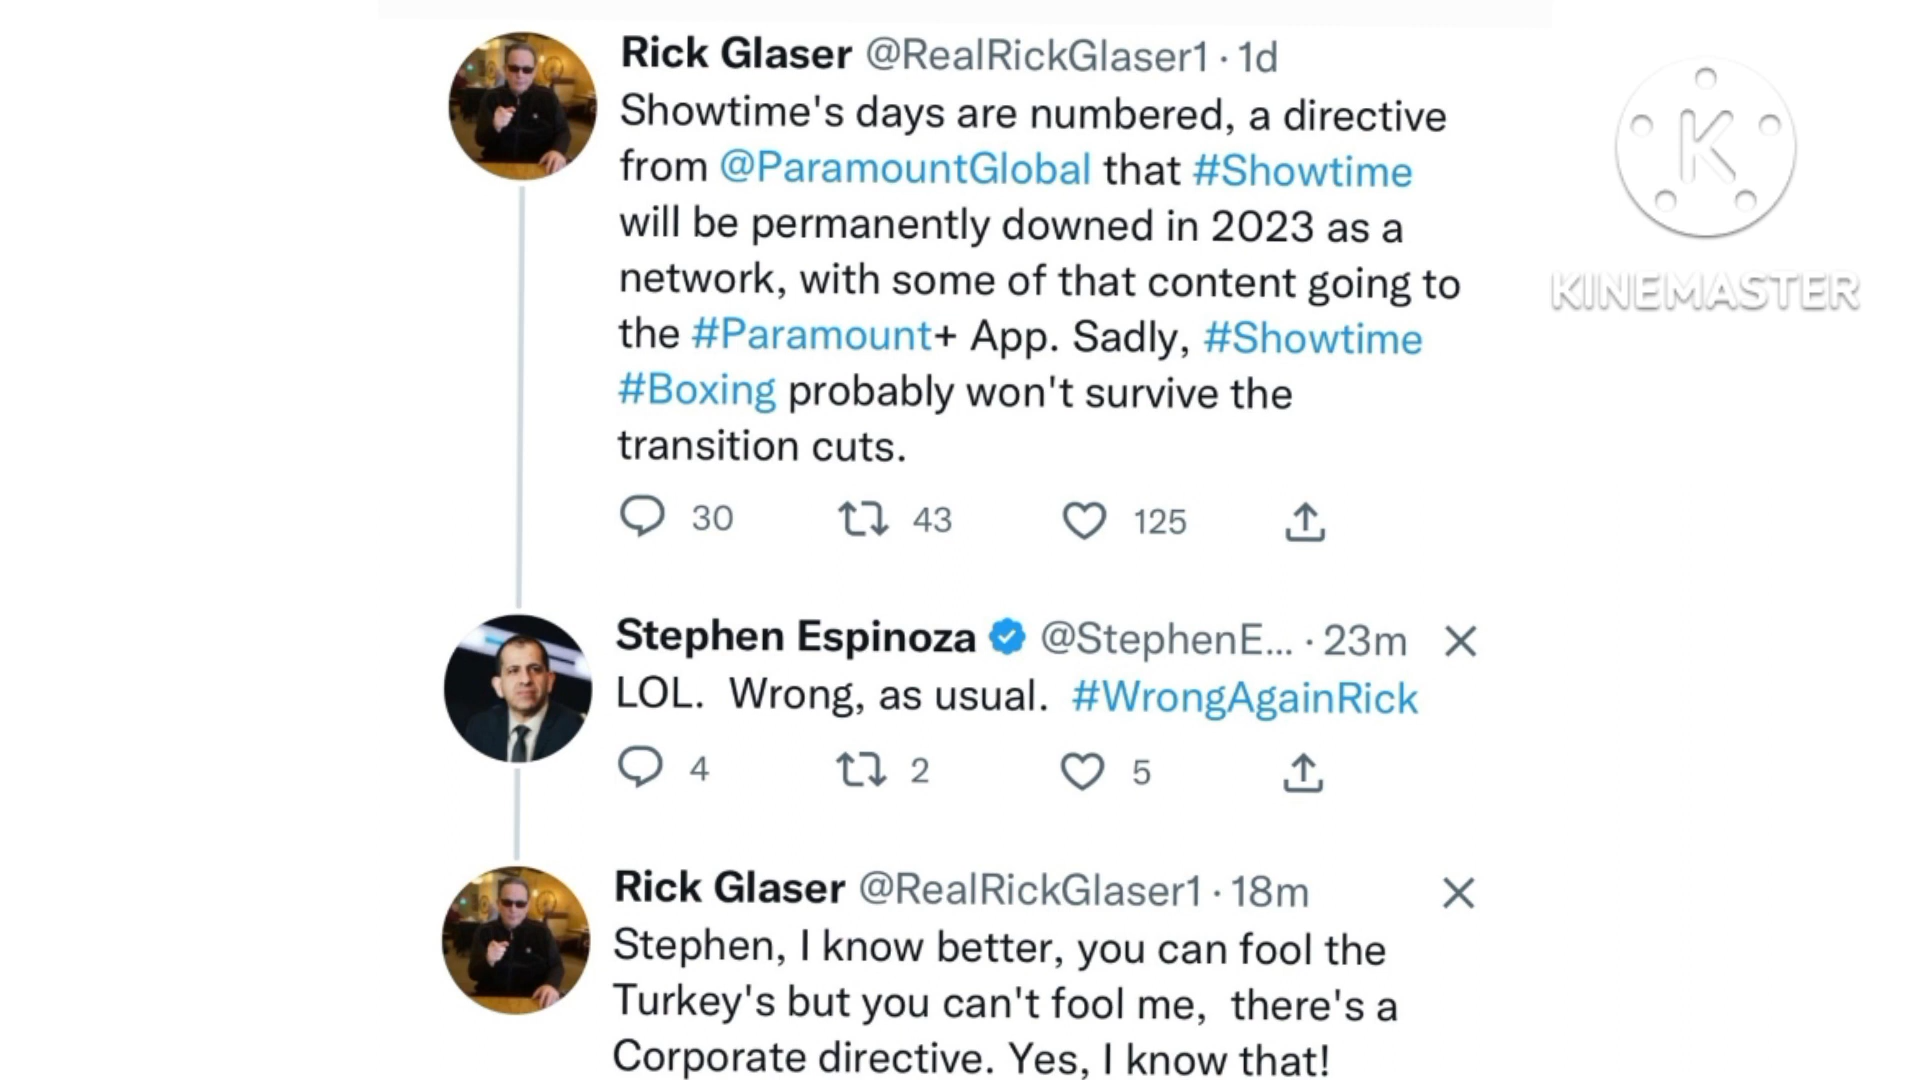 Rick Glaser @RealRickGlaser1 · 1d
Showtime's days are numbered, a directive
from @ParamountGlobal that #Showtime
will be permanently downed in 2023 as a
network, with some of that content going to
the #Paramount+ App. Sadly, #Showtime
#Boxing probably won't survive the
transition cuts.
30 43 125
Stephen Espinoza @StephenE... · 23m
LOL.  Wrong, as usual.  #WrongAgainRick
4 2 5
Rick Glaser @RealRickGlaser1 · 18m
Stephen, I know better, you can fool the
Turkey's but you can't fool me,  there's a
Corporate directive. Yes, I know that!
K
KINEMASTER